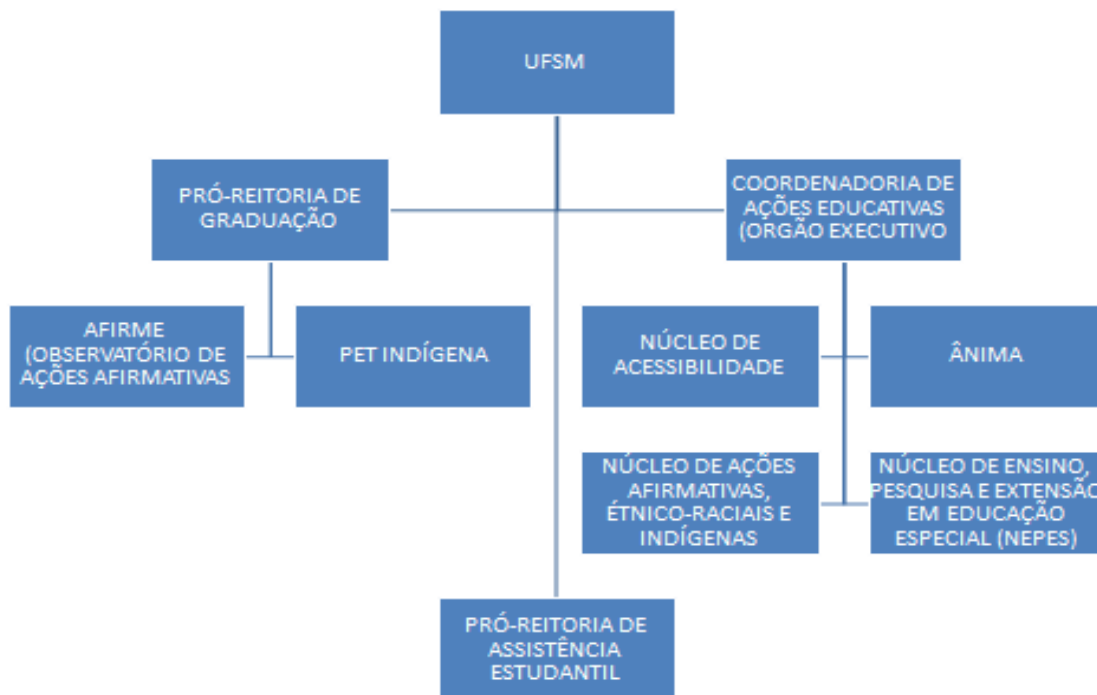 UFSM
PRÓ-REITORIA DE
GRADUAÇÃO
COORDENADORIA DE
AÇÕES EDUCATIVAS
(ORGÃO EXECUTIVO
AFIRME
(OBSERVATÓRIO DE
AÇÕES AFIRMATIVAS
PET INDÍGENA
NÚCLEO DE
ACESSIBILIDADE
ÂNIMA
NÚCLEO DE AÇÕES
AFIRMATIVAS,
ÉTNICO-RACIAIS E
INDÍGENAS
NÚCLEO DE ENSINO,
PESQUISA E EXTENSÃO
EM EDUCAÇÃO
ESPECIAL (NEPES)
PRÓ-REITORIA DE
ASSISTÊNCIA
ESTUDANTIL